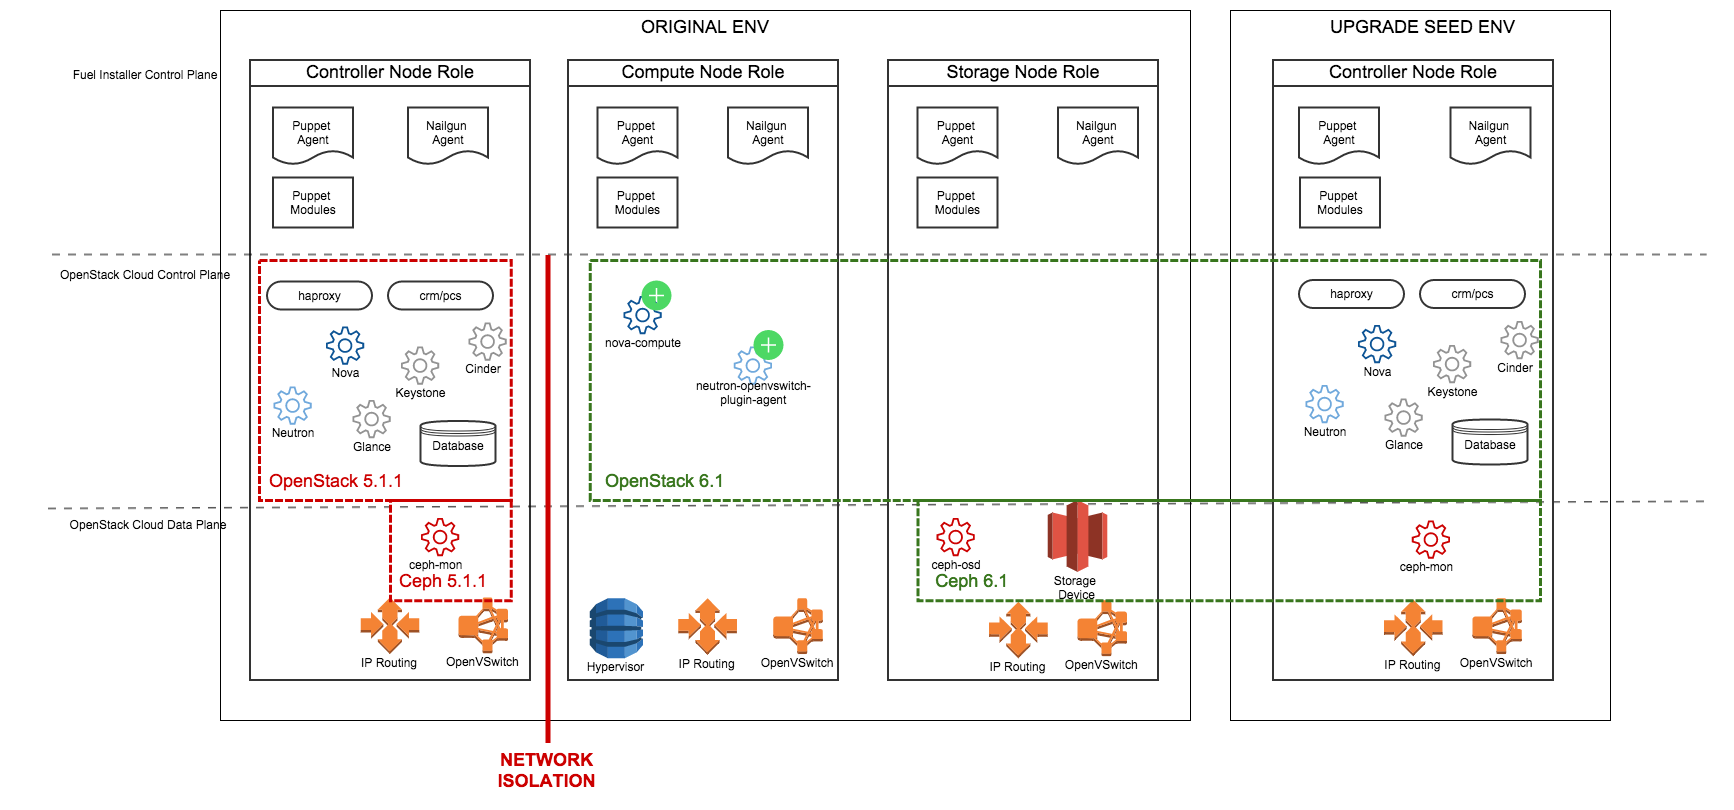 ORIGINAL ENV
UPGRADE SEED ENV
Fuel Installer Control Plane
Controller Node Role
Compute Node Role
Storage Node Role
Controller Node Role
Puppet
Agent
Nailgun
Agent
Puppet
Modules
Puppet
Agent
Nailgun
Agent
Puppet
Modules
Puppet
Agent
Nailgun
Agent
Puppet
Modules
Puppet
Agent
Nailgun
Agent
Puppet
Modules
OpenStack Cloud Control Plane
haproxy
crm/pcs
Nova
Keystone
Cinder
Neutron
Glance
Database
OpenStack 5.1.1
nova-compute
neutron-openvswitch-
plugin-agent
OpenStack 6.1
haproxy
crm/pcs
Nova
Keystone
Cinder
Neutron
Glance
Database
OpenStack Cloud Data Plane
ceph-mon
Ceph 5.1.1
IP Routing
OpenVSwitch
Hypervisor
IP Routing
OpenVSwitch
ceph-osd
Ceph 6.1
Storage
Device
IP Routing
OpenVSwitch
ceph-mon
IP Routing
OpenVSwitch
NETWORK
ISOLATION